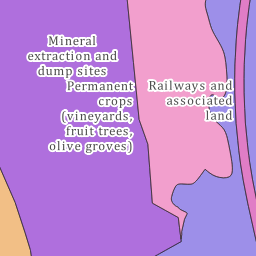 Mineral
extraction and
dump sites
Permanent
crops
(vineyards,
fruit trees,
olive groves)
Railways and
associated
land